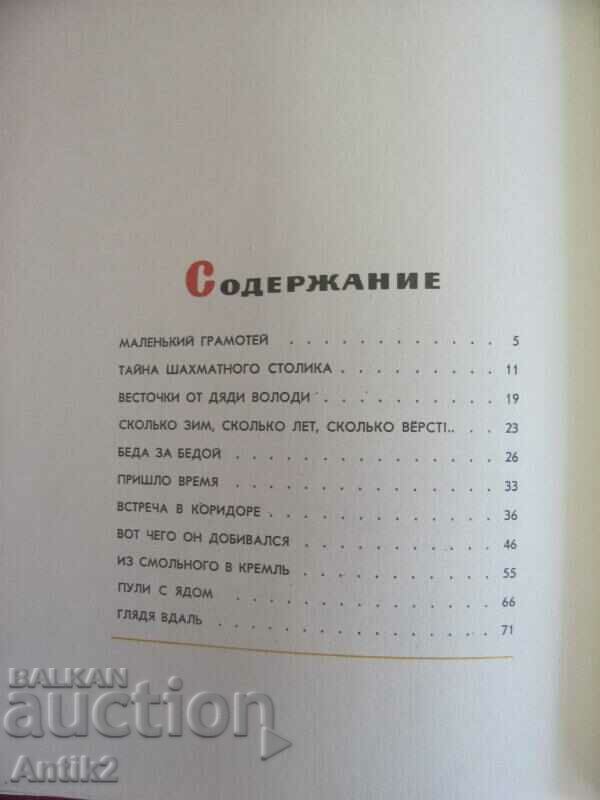 СОДЕРЖАНИЕ
МАЛЕНЬКИЙ ГРАМОТЕЙ . . . . . . . . . . . . 5
ТАЙНА ШАХМАТНОГО СТОЛИКА . . . . . . . . . 11
ВЕСТОЧКИ ОТ ДЯДИ ВОЛОДИ . . . . . . . . . . 19
СКОЛЬКО ЗИМ, СКОЛЬКО ЛЕТ, СКОЛЬКО ВЁРСТ!.. . . 23
БЕДА ЗА БЕДОЙ . . . . . . . . . . . . . . 26
ПРИШЛО ВРЕМЯ . . . . . . . . . . . . . . 33
ВСТРЕЧА В КОРИДОРЕ . . . . . . . . . . . . 36
ВОТ ЧЕГО ОН ДОБИВАЛСЯ . . . . . . . . . . . 46
ИЗ СМОЛЬНОГО В КРЕМЛЬ . . . . . . . . . . . 55
ПУЛИ С ЯДОМ . . . . . . . . . . . . . . 66
ГЛЯДЯ ВДАЛЬ . . . . . . . . . . . . . . 71
BALKAN
auction
Antik2